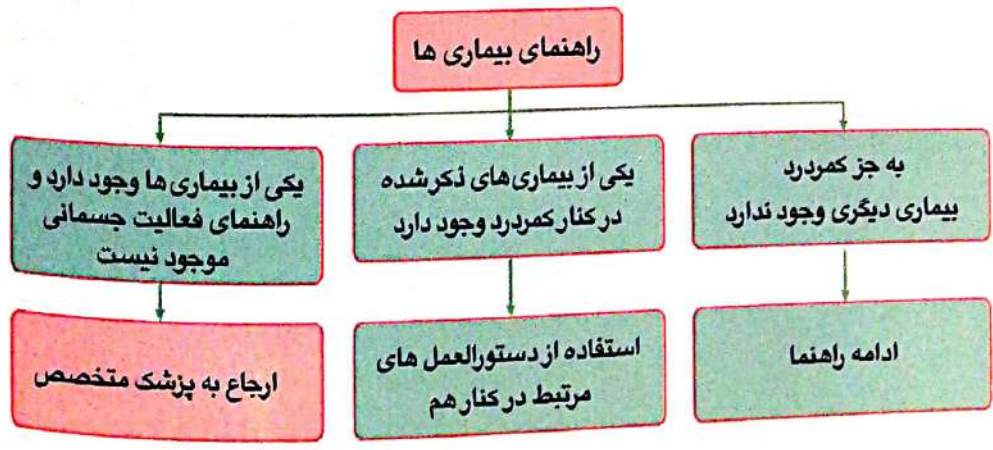 راهنمای بیماری ها
به جز کمردرد
بیماری دیگری وجود ندارد
یکی از بیماری‌های ذکر شده
در کنار کمردرد وجود دارد
یکی از بیماری ها وجود دارد و
راهنمای فعالیت جسمانی
موجود نیست
ادامه راهنما
استفاده از دستورالعمل های
مرتبط در کنار هم
ارجاع به پزشک متخصص